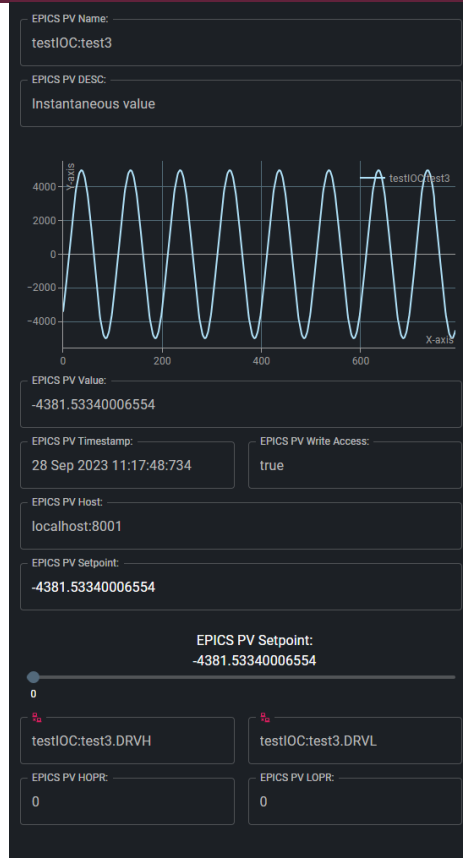 EPICS PV Name:
testIOC:test3
EPICS PV DESC:
Instantaneous value
Y-axis
testIOC:test3
4000
2000
0
−2000
−4000
X-axis
0 200 400 600
EPICS PV Value:
-4381.53340006554
EPICS PV Timestamp: EPICS PV Write Access:
28 Sep 2023 11:17:48:734 true
EPICS PV Host:
localhost:8001
EPICS PV Setpoint:
-4381.53340006554
EPICS PV Setpoint:
-4381.53340006554
0
testIOC:test3.DRVH testIOC:test3.DRVL
EPICS PV HOPR: EPICS PV LOPR:
0 0